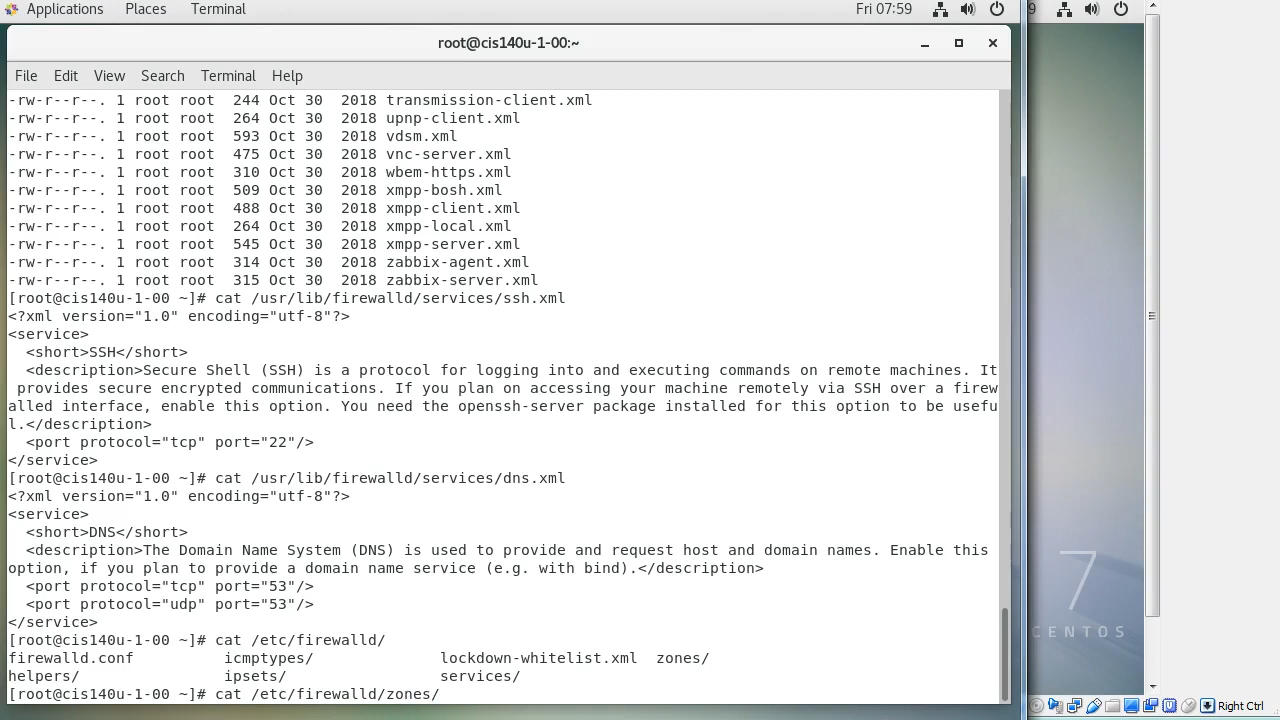 Applications Places Terminal Fri 07:59
root@cis140u-1-00:~
File Edit View Search Terminal Help
-rw-r--r--. 1 root root  244 Oct 30  2018 transmission-client.xml
-rw-r--r--. 1 root root  264 Oct 30  2018 upnp-client.xml
-rw-r--r--. 1 root root  593 Oct 30  2018 vdsm.xml
-rw-r--r--. 1 root root  475 Oct 30  2018 vnc-server.xml
-rw-r--r--. 1 root root  310 Oct 30  2018 wbem-https.xml
-rw-r--r--. 1 root root  509 Oct 30  2018 xmpp-bosh.xml
-rw-r--r--. 1 root root  488 Oct 30  2018 xmpp-client.xml
-rw-r--r--. 1 root root  264 Oct 30  2018 xmpp-local.xml
-rw-r--r--. 1 root root  545 Oct 30  2018 xmpp-server.xml
-rw-r--r--. 1 root root  314 Oct 30  2018 zabbix-agent.xml
-rw-r--r--. 1 root root  315 Oct 30  2018 zabbix-server.xml
[root@cis140u-1-00 ~]# cat /usr/lib/firewalld/services/ssh.xml
<?xml version="1.0" encoding="utf-8"?>
<service>
  <short>SSH</short>
  <description>Secure Shell (SSH) is a protocol for logging into and executing commands on remote machines. It
 provides secure encrypted communications. If you plan on accessing your machine remotely via SSH over a firew
alled interface, enable this option. You need the openssh-server package installed for this option to be usefu
l.</description>
  <port protocol="tcp" port="22"/>
</service>
[root@cis140u-1-00 ~]# cat /usr/lib/firewalld/services/dns.xml
<?xml version="1.0" encoding="utf-8"?>
<service>
  <short>DNS</short>
  <description>The Domain Name System (DNS) is used to provide and request host and domain names. Enable this
option, if you plan to provide a domain name service (e.g. with bind).</description>
  <port protocol="tcp" port="53"/>
  <port protocol="udp" port="53"/>
</service>
[root@cis140u-1-00 ~]# cat /etc/firewalld/
firewalld.conf          icmptypes/              lockdown-whitelist.xml  zones/
helpers/                ipsets/                 services/
[root@cis140u-1-00 ~]# cat /etc/firewalld/zones/
9
7
CENTOS
Right Ctrl